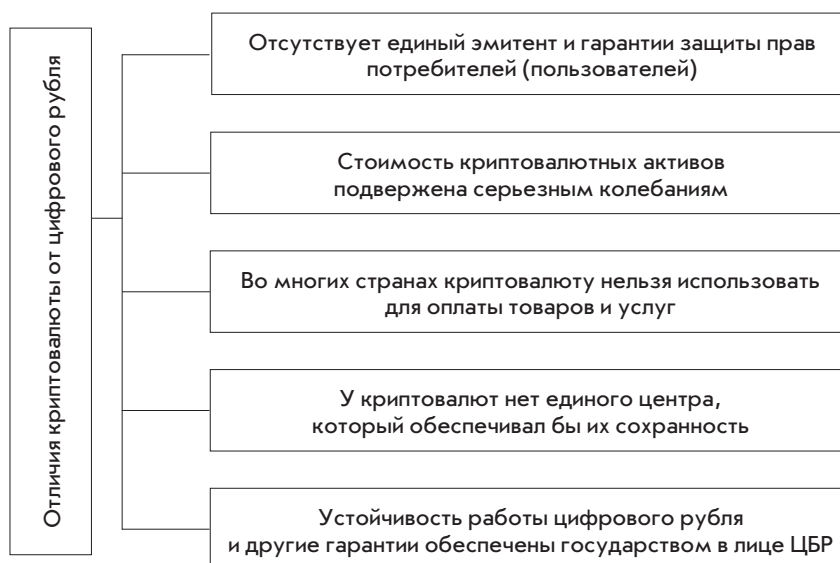 Отличия криптовалюты от цифрового рубля
Отсутствует единый эмитент и гарантии защиты прав
потребителей (пользователей)
Стоимость криптовалютных активов
подвержена серьезным колебаниям
Во многих странах криптовалюту нельзя использовать
для оплаты товаров и услуг
У криптовалют нет единого центра,
который обеспечивал бы их сохранность
Устойчивость работы цифрового рубля
и другие гарантии обеспечены государством в лице ЦБР